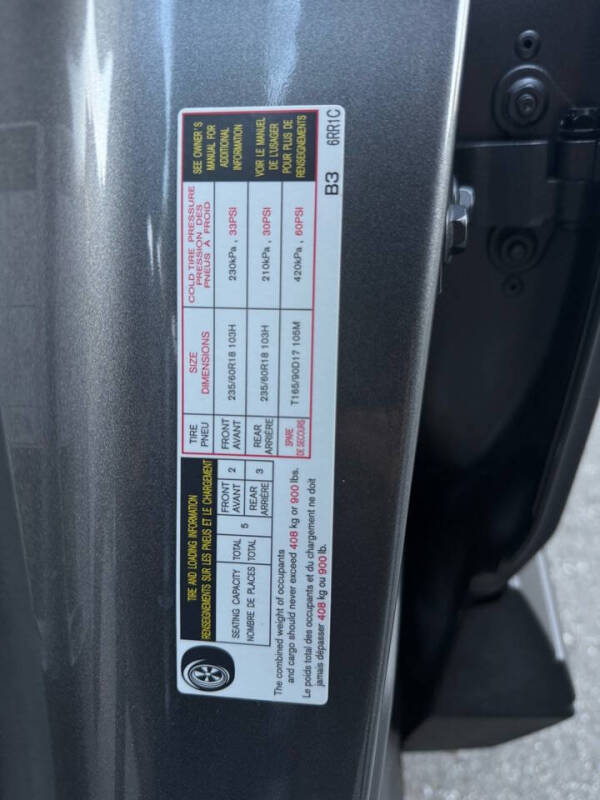 TIRE AND LOADING INFORMATION
RENSEIGNEMENTS SUR LES PNEUS ET LE CHARGEMENT
SEATING CAPACITY
NOMBRE DE PLACES
TOTAL
TOTAL
5
FRONT
AVANT
2
REAR
ARRIÈRE
3
The combined weight of occupants
and cargo should never exceed 408 kg or 900 lbs.
Le poids total des occupants et du chargement ne doit
jamais dépasser 408 kg ou 900 lb.
TIRE
PNEU
SIZE
DIMENSIONS
COLD TIRE PRESSURE
PRESSION DES
PNEUS À FROID
FRONT
AVANT
235/60R18 103H
230kPa , 33PSI
REAR
ARRIÈRE
235/60R18 103H
210kPa , 30PSI
SPARE
DE SECOURS
T165/90D17 105M
420kPa , 60PSI
SEE OWNER'S
MANUAL FOR
ADDITIONAL
INFORMATION
VOIR LE MANUEL
DE L'USAGER
POUR PLUS DE
RENSEIGNEMENTS
B3 6RR1C